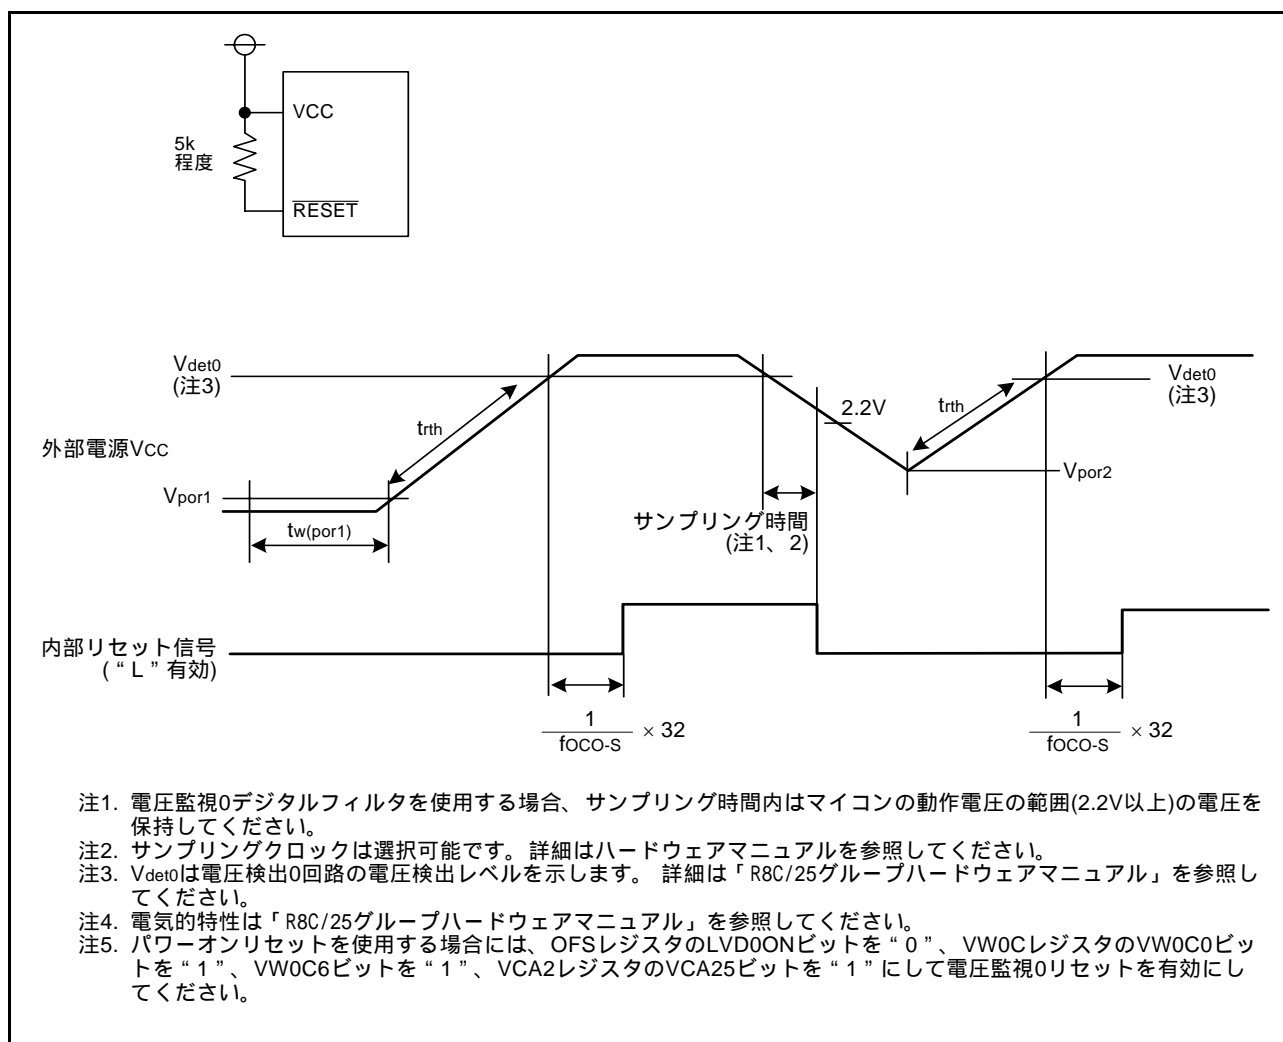 VCC
5k
程度
RESET
Vdet0
(注3)
trth
2.2V
trth
Vdet0
(注3)
外部電源VCC
Vpor1
Vpor2
tw(por1)
サンプリング時間
(注1、2)
内部リセット信号
(“L”有効)
1
fOCO-S
× 32
1
fOCO-S
× 32
注1. 電圧監視0デジタルフィルタを使用する場合、サンプリング時間内はマイコンの動作電圧の範囲(2.2V以上)の電圧を
保持してください。
注2. サンプリングクロックは選択可能です。詳細はハードウェアマニュアルを参照してください。
注3. Vdet0は電圧検出0回路の電圧検出レベルを示します。 詳細は「R8C/25グループハードウェアマニュアル」を参照し
てください。
注4. 電気的特性は「R8C/25グループハードウェアマニュアル」を参照してください。
注5. パワーオンリセットを使用する場合には、OFSレジスタのLVD0ONビットを“0”、VW0CレジスタのVW0C0ビッ
トを“1”、VW0C6ビットを“1”、VCA2レジスタのVCA25ビットを“1”にして電圧監視0リセットを有効にし
てください。